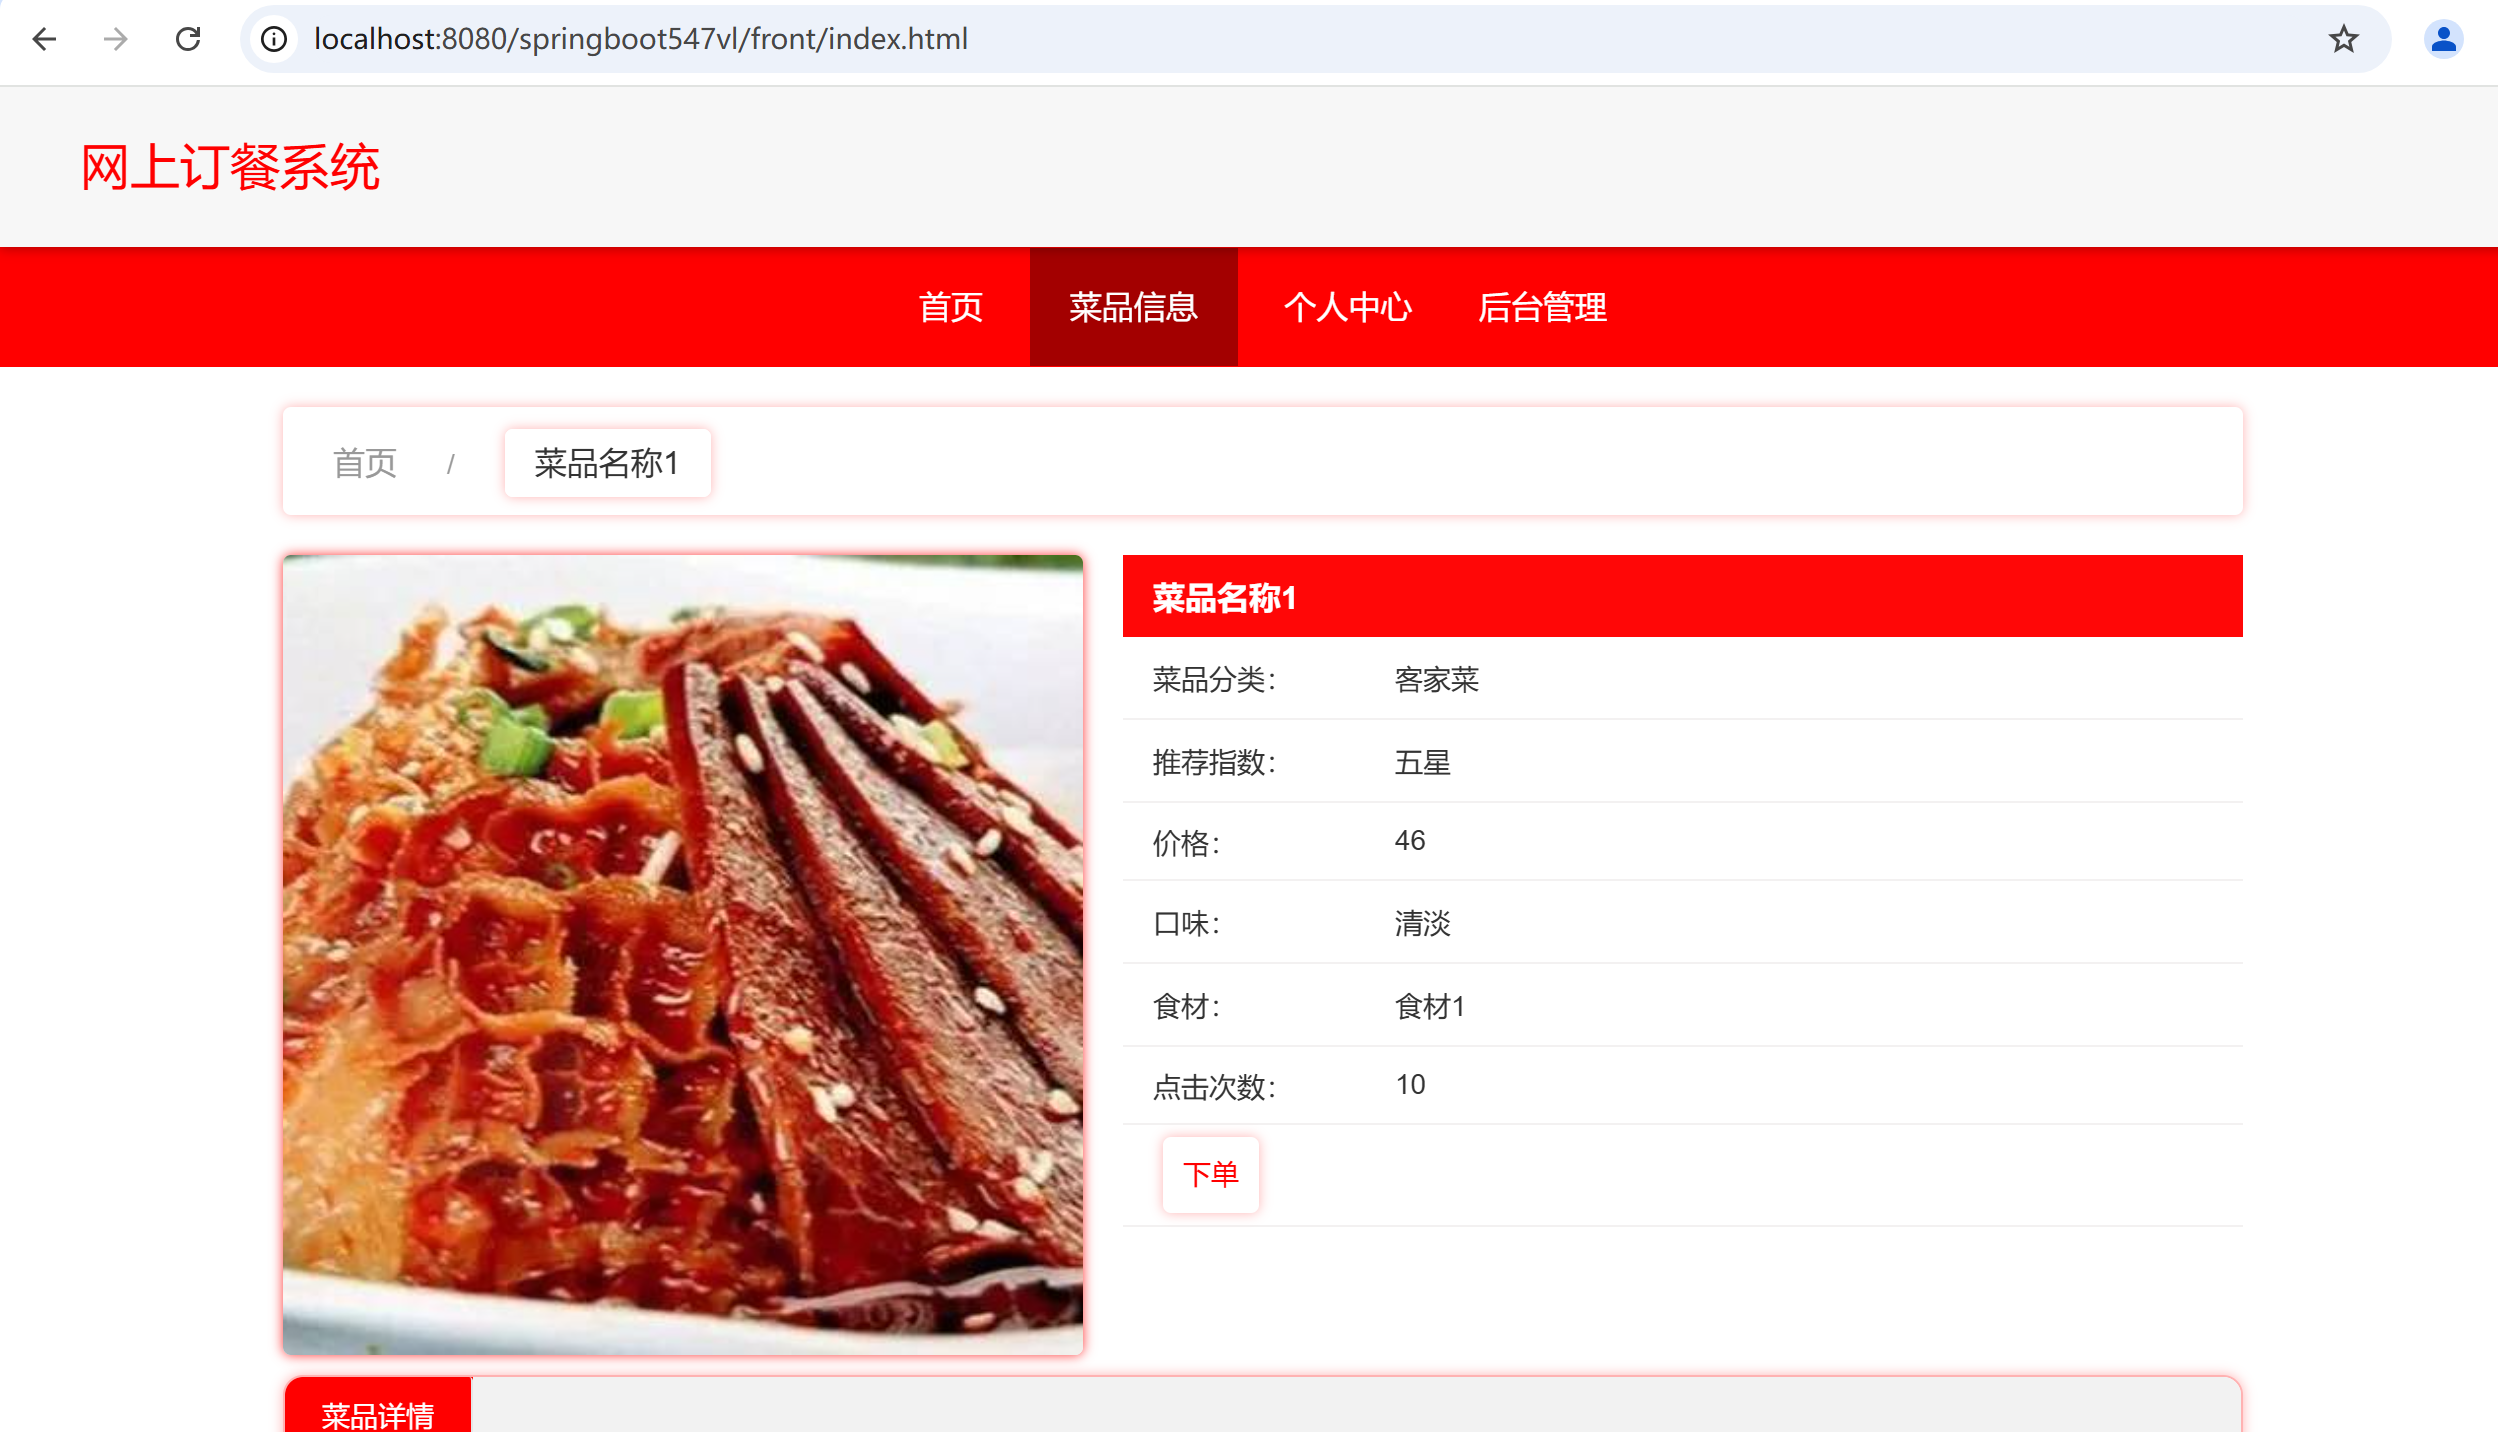 localhost:8080/springboot547vl/front/index.html
网上订餐系统
首页 菜品信息 个人中心 后台管理
首页 / 菜品名称1
菜品名称1
菜品分类： 客家菜
推荐指数： 五星
价格： 46
口味： 清淡
食材： 食材1
点击次数： 10
下单
菜品详情